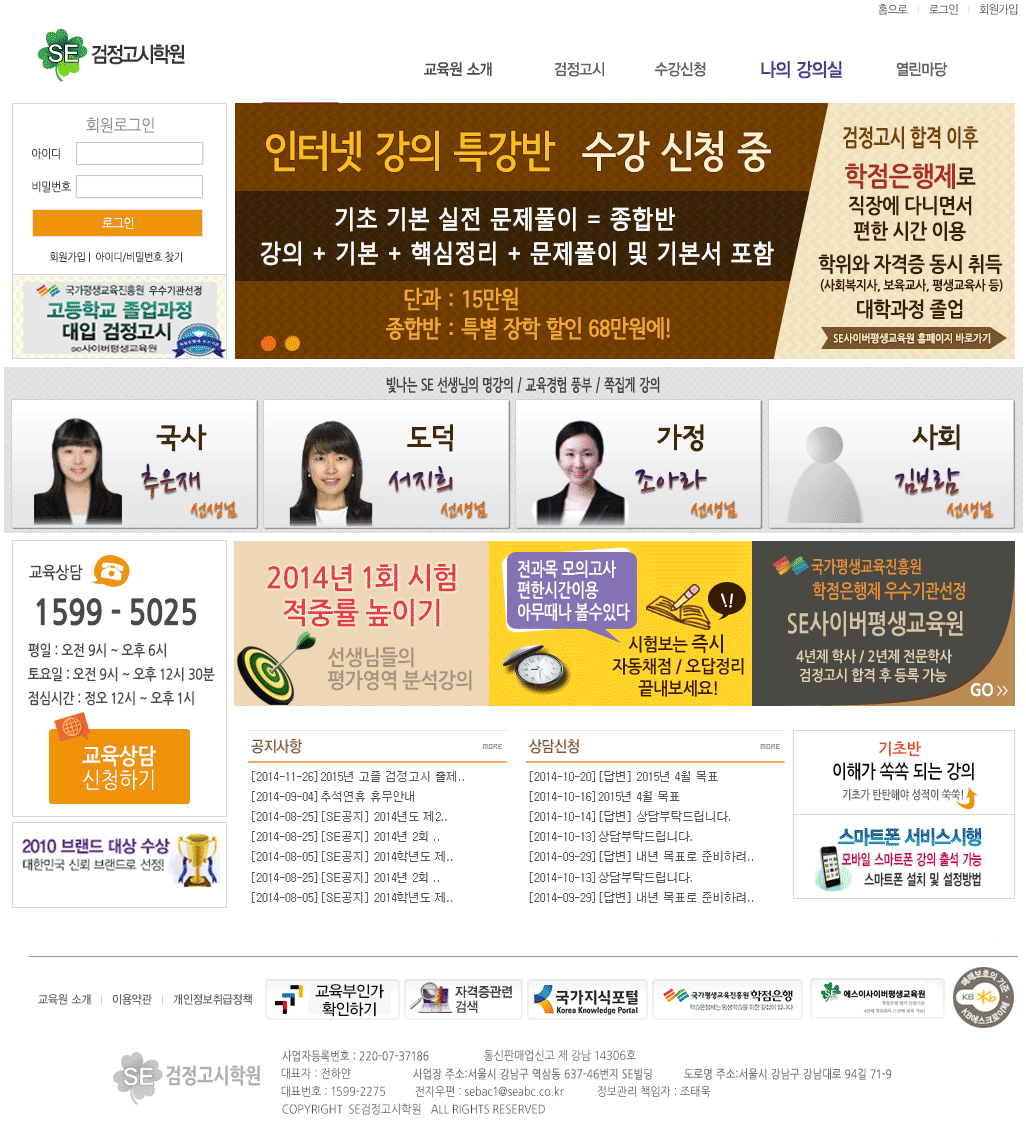 홈으로 | 로그인 | 회원가입
SE 검정고시학원
교육원 소개 검정고시 수강신청 나의 강의실 열린마당
회원로그인
아이디
비밀번호
로그인
회원가입 | 아이디/비밀번호 찾기
국가평생교육진흥원 우수기관선정
고등학교 졸업과정
대입 검정고시
se사이버평생교육원
인터넷 강의 특강반 수강 신청 중
기초 기본 실전 문제풀이 = 종합반
강의 + 기본 + 핵심정리 + 문제풀이 및 기본서 포함
단과 : 15만원
종합반 : 특별 장학 할인 68만원에!
검정고시 합격 이후
학점은행제로
직장에 다니면서
편한 시간 이용
학위와 자격증 동시 취득
(사회복지사, 보육교사, 평생교육사 등)
대학과정 졸업
SE사이버평생교육원 홈페이지 바로가기
빛나는 SE 선생님의 명강의 / 교육경험 풍부 / 쪽집게 강의
국사
추은재
선생님
도덕
서지희
선생님
가정
조아라
선생님
사회
김보람
선생님
교육상담
1599 - 5025
평일 : 오전 9시 ~ 오후 6시
토요일 : 오전 9시 ~ 오후 12시 30분
점심시간 : 정오 12시 ~ 오후 1시
교육상담
신청하기
2010 브랜드 대상 수상
대한민국 신뢰 브랜드로 선정!
2014년 1회 시험
적중률 높이기
선생님들의
평가영역 분석강의
전과목 모의고사
편한시간이용
아무때나 볼수있다
시험보는 즉시
자동채점 / 오답정리
끝내보세요!
국가평생교육진흥원
학점은행제 우수기관선정
SE사이버평생교육원
4년제 학사 / 2년제 전문학사
검정고시 합격 후 등록 가능
GO »
공지사항 MORE
[2014-11-26]2015년 고졸 검정고시 출제..
[2014-09-04]추석연휴 휴무안내
[2014-08-25][SE공지] 2014년도 제2..
[2014-08-25][SE공지] 2014년 2회 ..
[2014-08-05][SE공지] 2014학년도 제..
[2014-08-25][SE공지] 2014년 2회 ..
[2014-08-05][SE공지] 2014학년도 제..
상담신청 MORE
[2014-10-20][답변] 2015년 4월 목표
[2014-10-16]2015년 4월 목표
[2014-10-14][답변] 상담부탁드립니다.
[2014-10-13]상담부탁드립니다.
[2014-09-29][답변] 내년 목표로 준비하려..
[2014-10-13]상담부탁드립니다.
[2014-09-29][답변] 내년 목표로 준비하려..
기초반
이해가 쏙쏙 되는 강의
기초가 탄탄해야 성적이 쑥쑥!
스마트폰 서비스시행
모바일 스마트폰 강의 출석 가능
스마트폰 설치 및 설정방법
교육원 소개 | 이용약관 | 개인정보취급정책
교육부인가
확인하기
자격증관련
검색
국가지식포털
Korea Knowledge Portal
국가평생교육진흥원 학점은행
에스이사이버평생교육원
KB
KB에스크로이체
SE 검정고시학원
사업자등록번호 : 220-07-37186 통신판매업신고 제 강남 14306호
대표자 : 전하얀 사업장 주소:서울시 강남구 역삼동 637-46번지 SE빌딩 도로명 주소:서울시 강남구 강남대로 94길 71-9
대표번호 : 1599-2275 전자우편 : sebac1@seabc.co.kr 정보관리 책임자 : 조태욱
COPYRIGHT SE검정고시학원 ALL RIGHTS RESERVED